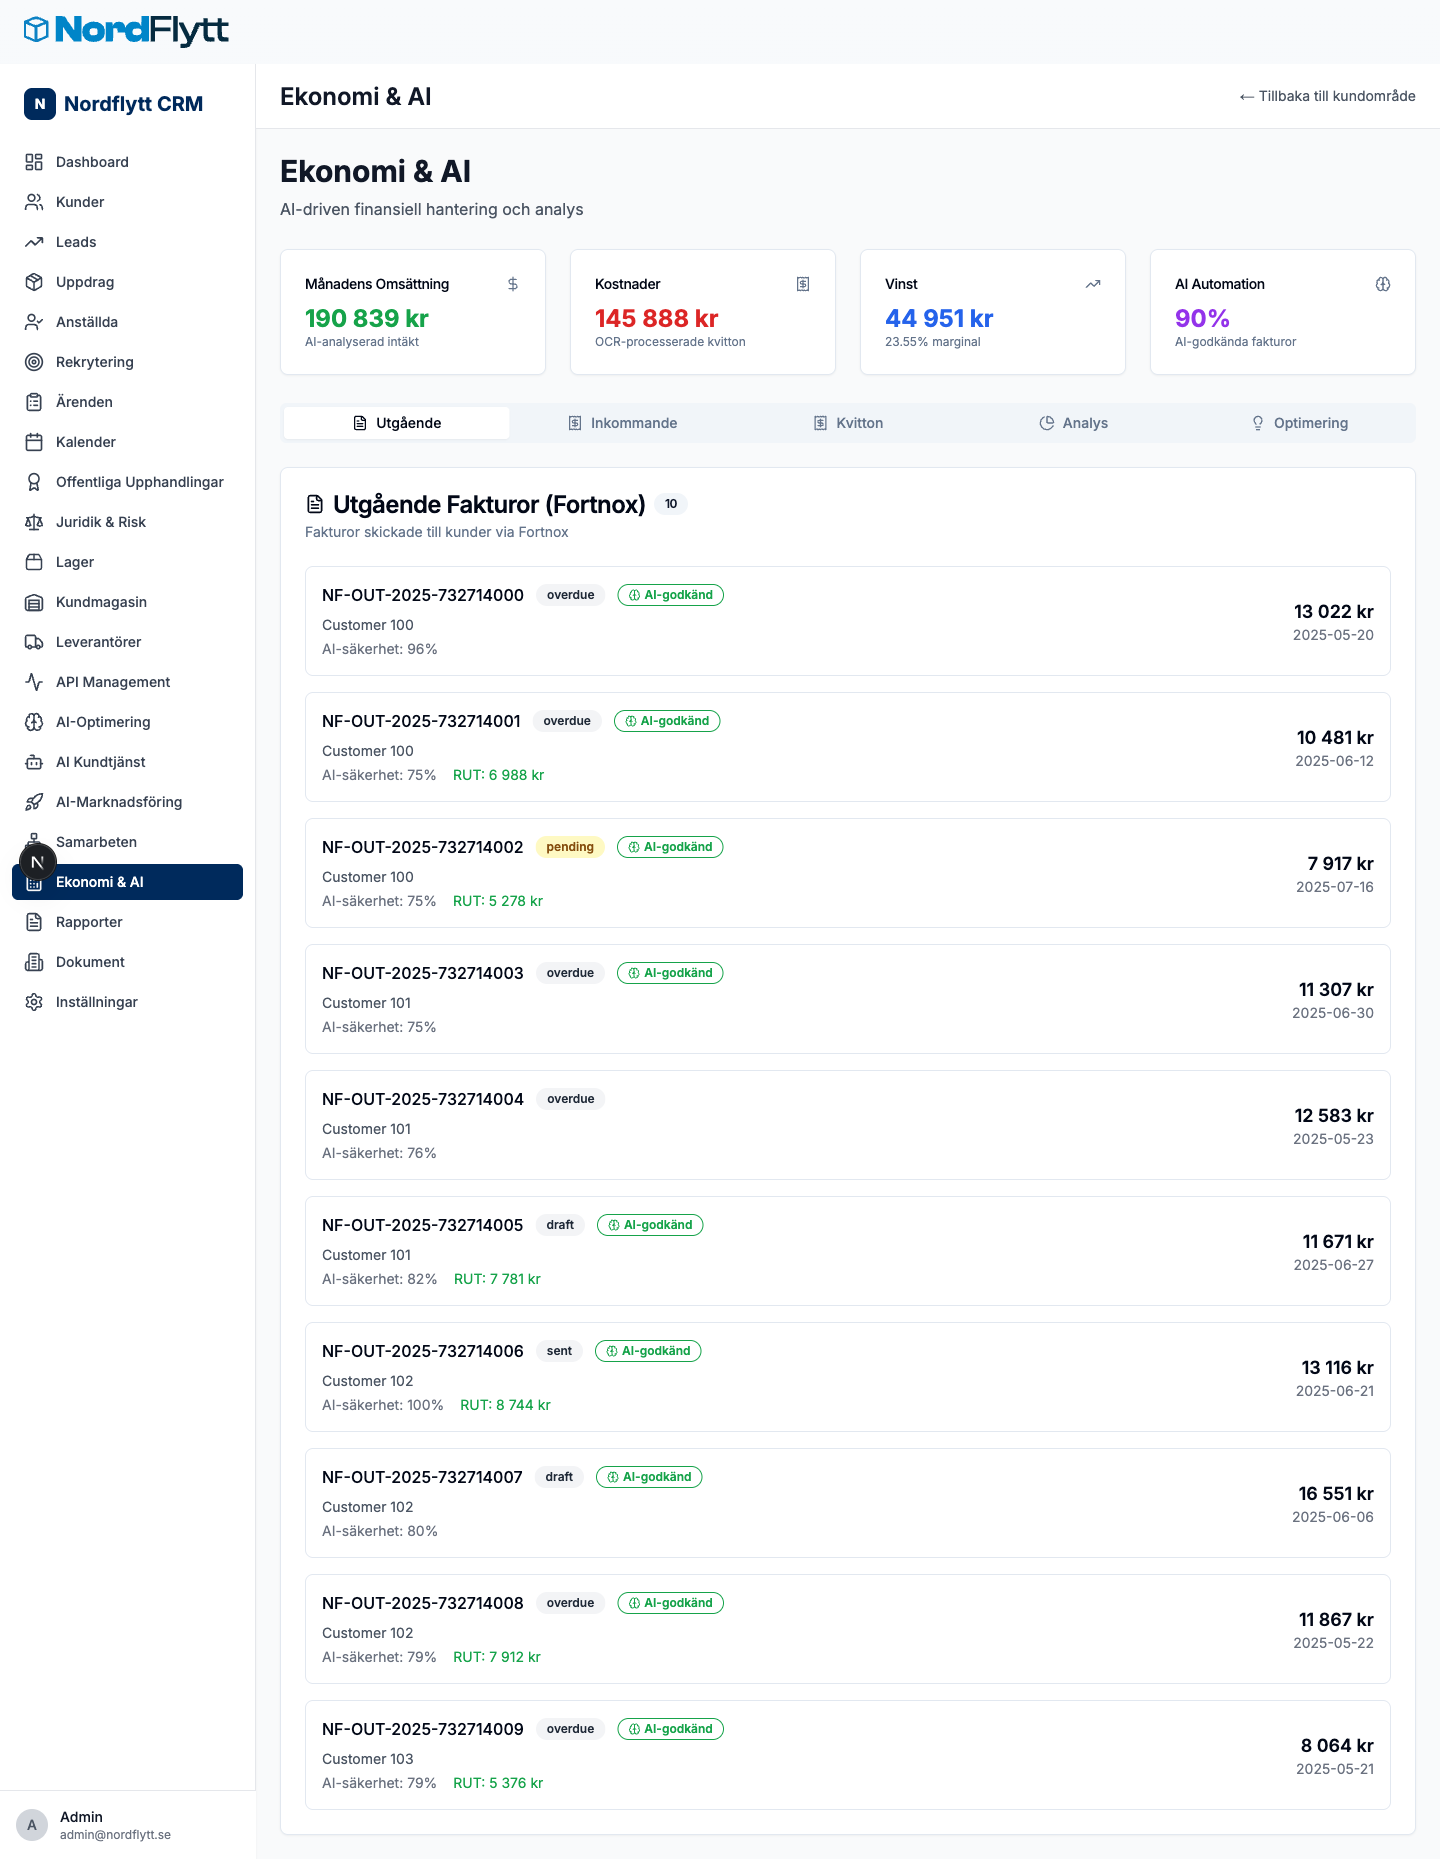 NordFlytt
N Nordflytt CRM
Dashboard
Kunder
Leads
Uppdrag
Anställda
Rekrytering
Ärenden
Kalender
Offentliga Upphandlingar
Juridik & Risk
Lager
Kundmagasin
Leverantörer
API Management
AI-Optimering
AI Kundtjänst
AI-Marknadsföring
Samarbeten
N
Ekonomi & AI
Rapporter
Dokument
Inställningar
A
Admin
admin@nordflytt.se
Ekonomi & AI
← Tillbaka till kundområde
Ekonomi & AI
AI-driven finansiell hantering och analys
Månadens Omsättning
190 839 kr
AI-analyserad intäkt
Kostnader
145 888 kr
OCR-processerade kvitton
Vinst
44 951 kr
23.55% marginal
AI Automation
90%
AI-godkända fakturor
Utgående
Inkommande
Kvitton
Analys
Optimering
Utgående Fakturor (Fortnox) 10
Fakturor skickade till kunder via Fortnox
NF-OUT-2025-732714000 overdue AI-godkänd
Customer 100
AI-säkerhet: 96%
13 022 kr
2025-05-20
NF-OUT-2025-732714001 overdue AI-godkänd
Customer 100
AI-säkerhet: 75% RUT: 6 988 kr
10 481 kr
2025-06-12
NF-OUT-2025-732714002 pending AI-godkänd
Customer 100
AI-säkerhet: 75% RUT: 5 278 kr
7 917 kr
2025-07-16
NF-OUT-2025-732714003 overdue AI-godkänd
Customer 101
AI-säkerhet: 75%
11 307 kr
2025-06-30
NF-OUT-2025-732714004 overdue
Customer 101
AI-säkerhet: 76%
12 583 kr
2025-05-23
NF-OUT-2025-732714005 draft AI-godkänd
Customer 101
AI-säkerhet: 82% RUT: 7 781 kr
11 671 kr
2025-06-27
NF-OUT-2025-732714006 sent AI-godkänd
Customer 102
AI-säkerhet: 100% RUT: 8 744 kr
13 116 kr
2025-06-21
NF-OUT-2025-732714007 draft AI-godkänd
Customer 102
AI-säkerhet: 80%
16 551 kr
2025-06-06
NF-OUT-2025-732714008 overdue AI-godkänd
Customer 102
AI-säkerhet: 79% RUT: 7 912 kr
11 867 kr
2025-05-22
NF-OUT-2025-732714009 overdue AI-godkänd
Customer 103
AI-säkerhet: 79% RUT: 5 376 kr
8 064 kr
2025-05-21